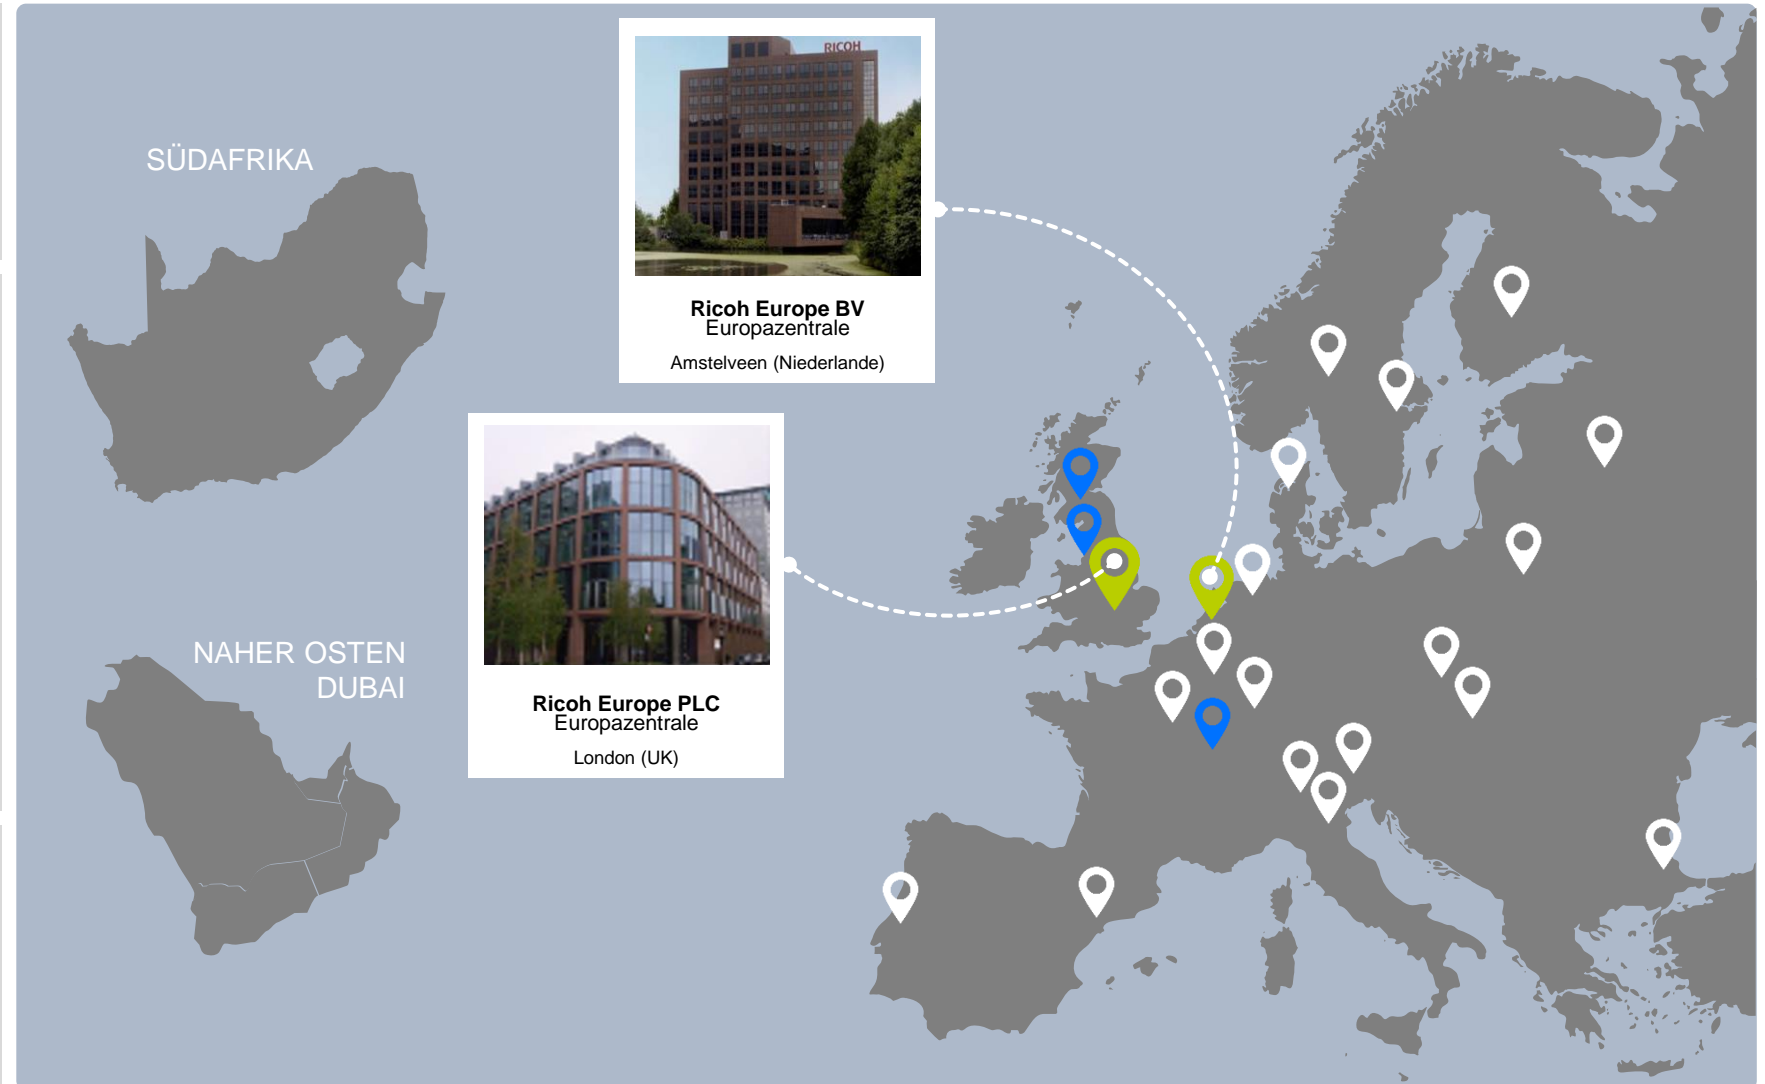 SÜDAFRIKA
RICOH
Ricoh Europe BV
Europazentrale
Amstelveen (Niederlande)
Ricoh Europe PLC
Europazentrale
London (UK)
NAHER OSTEN
DUBAI